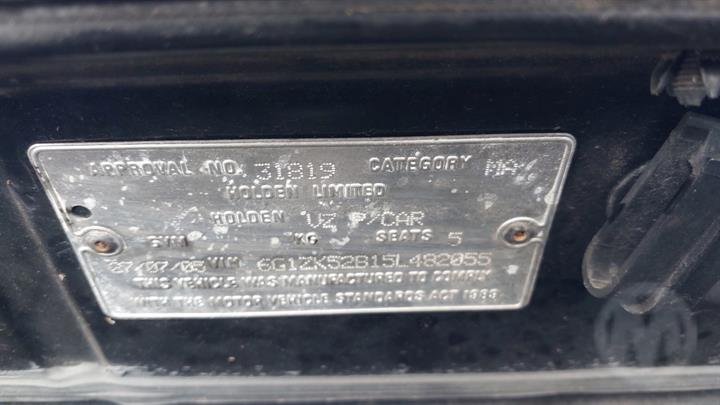 APPROVAL NO. 31819 CATEGORY MA
HOLDEN LIMITED
HOLDEN VZ P/CAR
GVM KG SEATS 5
07/07/05 VIN 6G1ZK52B15L482055
THIS VEHICLE WAS MANUFACTURED TO COMPLY
WITH THE MOTOR VEHICLE STANDARDS ACT 1989
M